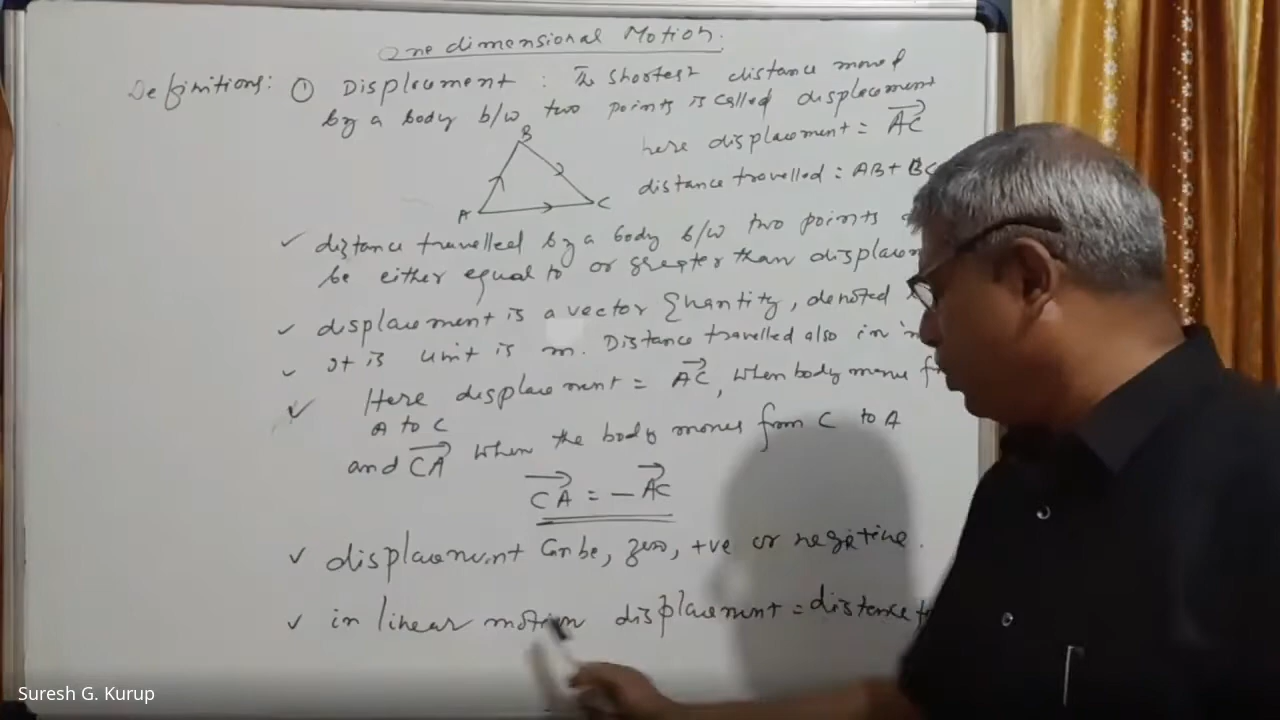 One dimensional Motion.
Definitions: ① Displacement : The shortest distance moved
by a body b/w two points is called displacement
B
A
C
here displacement = AC
distance travelled = AB + BC
✓ distance travelled by a body b/w two points
be either equal to or greater than
✓ displacement is a vector quantity, denoted
✓ It is unit is m. Distance travelled also in
✓ Here displacement = AC, when body moves
A to C
and CA when the body moves from C to A
CA = - AC
✓ displacement can be, zero, +ve or negative.
✓ in linear motion displacement = distance
Suresh G. Kurup